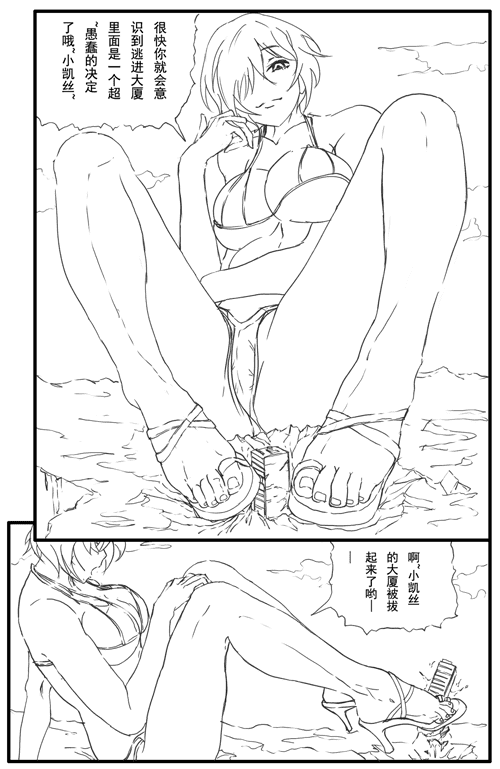 很快你就会意
识到逃进大厦
里面是一个超
~愚蠢的决定
了哦~小凯丝~
啊~小凯丝
的大厦被拔
起来了哟—
—